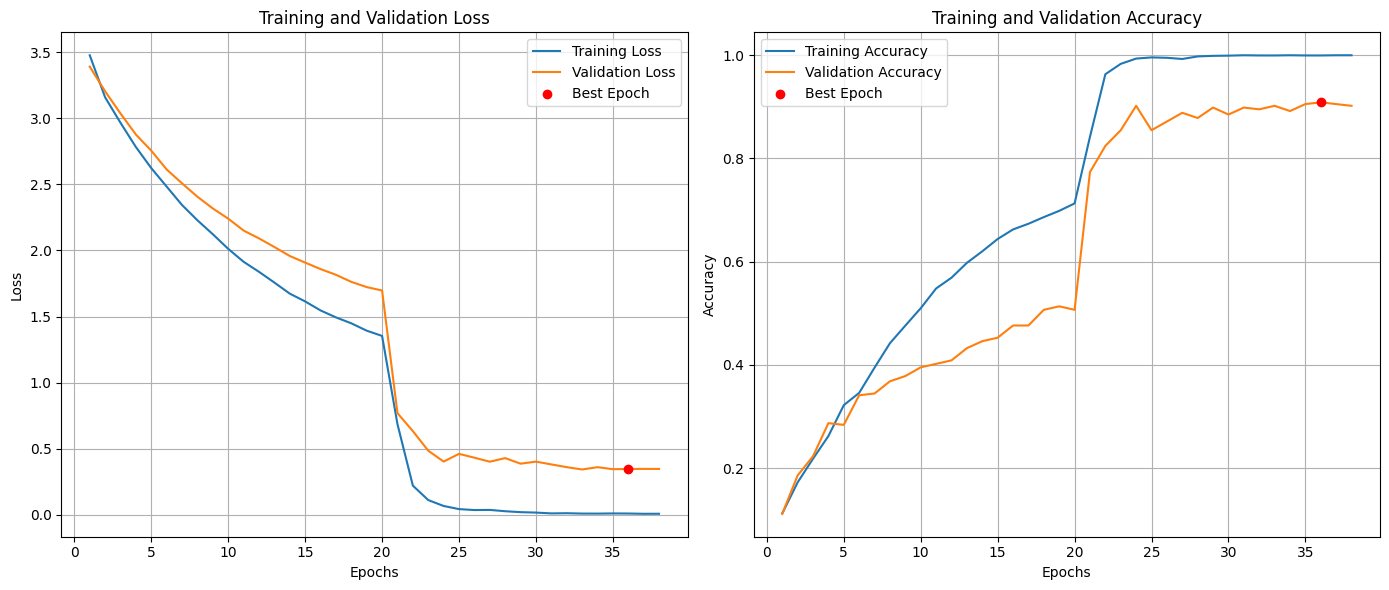 Training and Validation Loss
Training Loss
Validation Loss
Best Epoch
3.5
3.0
2.5
2.0
1.5
1.0
0.5
0.0
Loss
0 5 10 15 20 25 30 35
Epochs
Training and Validation Accuracy
Training Accuracy
Validation Accuracy
Best Epoch
1.0
0.8
0.6
0.4
0.2
Accuracy
0 5 10 15 20 25 30 35
Epochs